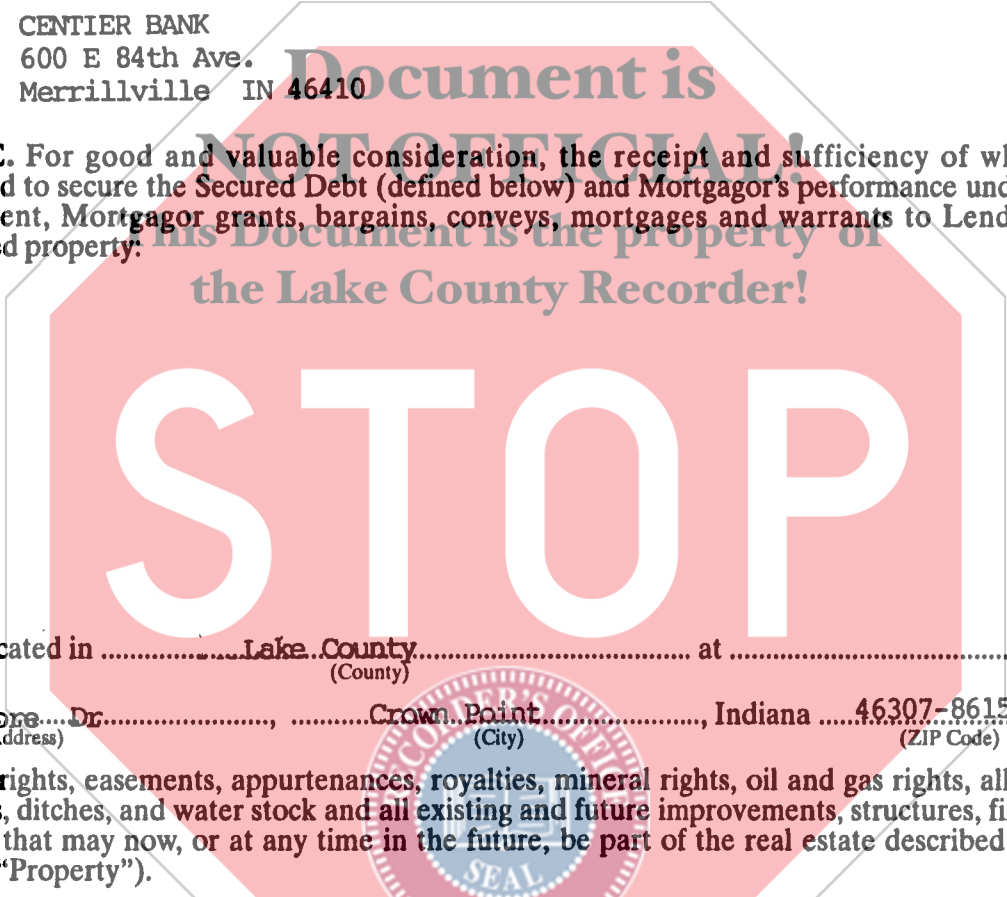 CENTIER BANK
600 E 84th Ave.
Merrillville IN 46410
Document is
NOT OFFICIAL!
. For good and valuable consideration, the receipt and sufficiency of wh
d to secure the Secured Debt (defined below) and Mortgagor's performance und
ent, Mortgagor grants, bargains, conveys, mortgages and warrants to Lend
This Document is the property of
d property:
the Lake County Recorder!
STOP
cated in Lake County at
(County)
ore Dr , Crown Point , Indiana 46307-8615
ddress) (City) (ZIP Code)
RECORDER'S OFFICE
rights, easements, appurtenances, royalties, mineral rights, oil and gas rights, all
, ditches, and water stock and all existing and future improvements, structures, fi
that may now, or at any time in the future, be part of the real estate described
"Property").
SEAL